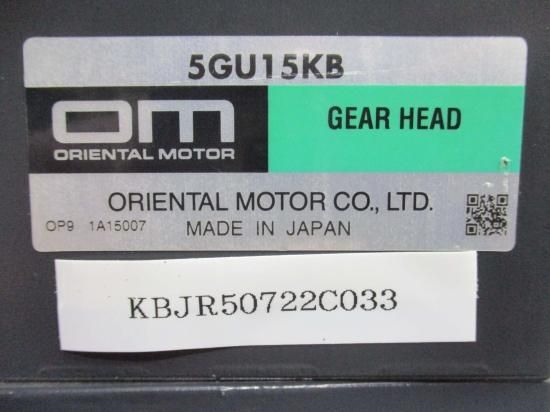 5GU15KB
om
ORIENTAL MOTOR
GEAR HEAD
ORIENTAL MOTOR CO., LTD.
OP9 1A15007
MADE IN JAPAN
KBJR50722C033